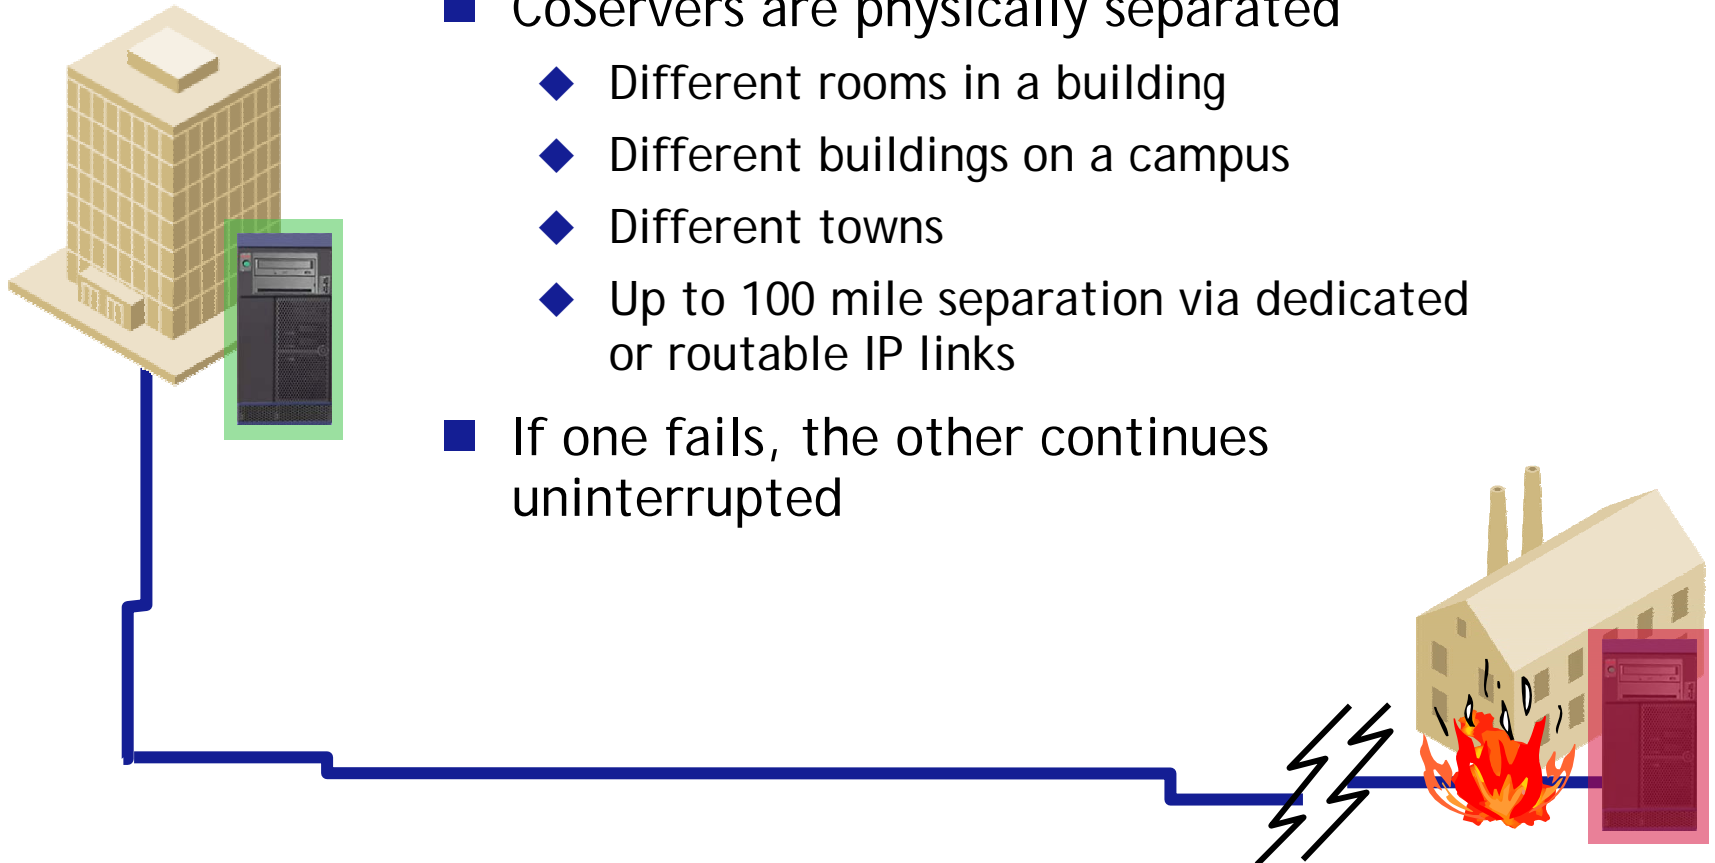 CoServers are physically separated
Different rooms in a building
Different buildings on a campus
Different towns
Up to 100 mile separation via dedicated
or routable IP links
If one fails, the other continues
uninterrupted